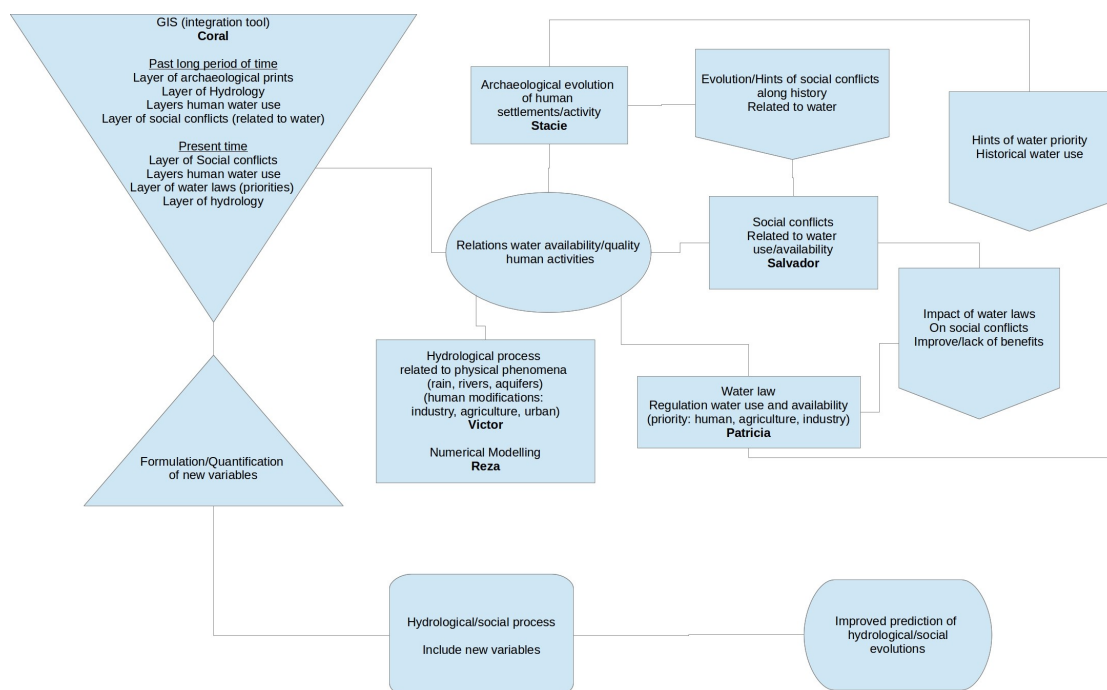 GIS (integration tool)
Coral
Past long period of time
Layer of archaeological prints
Layer of Hydrology
Layers human water use
Layer of social conflicts (related to water)
Present time
Layer of Social conflicts
Layers human water use
Layer of water laws (priorities)
Layer of hydrology
Archaeological evolution
of human
settlements/activity
Stacie
Evolution/Hints of social conflicts
along history
Related to water
Hints of water priority
Historical water use
Relations water availability/quality
human activities
Social conflicts
Related to water
use/availability
Salvador
Impact of water laws
On social conflicts
Improve/lack of benefits
Hydrological process
related to physical phenomena
(rain, rivers, aquifers)
(human modifications:
industry, agriculture, urban)
Victor
Numerical Modelling
Reza
Water law
Regulation water use and availability
(priority: human, agriculture, industry)
Patricia
Formulation/Quantification
of new variables
Hydrological/social process
Include new variables
Improved prediction of
hydrological/social
evolutions